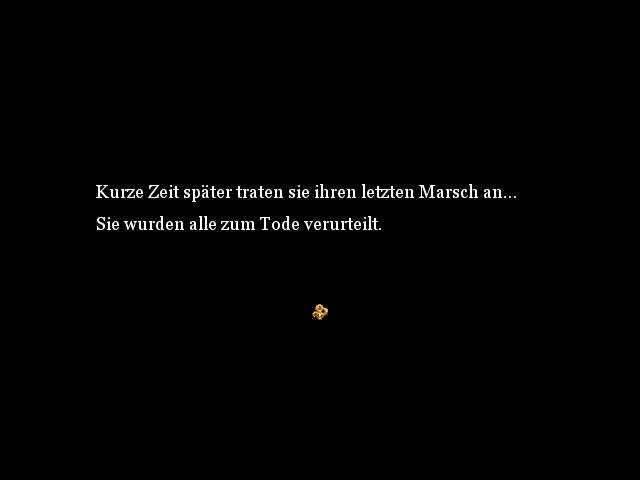 Kurze Zeit später traten sie ihren letzten Marsch an...
Sie wurden alle zum Tode verurteilt.